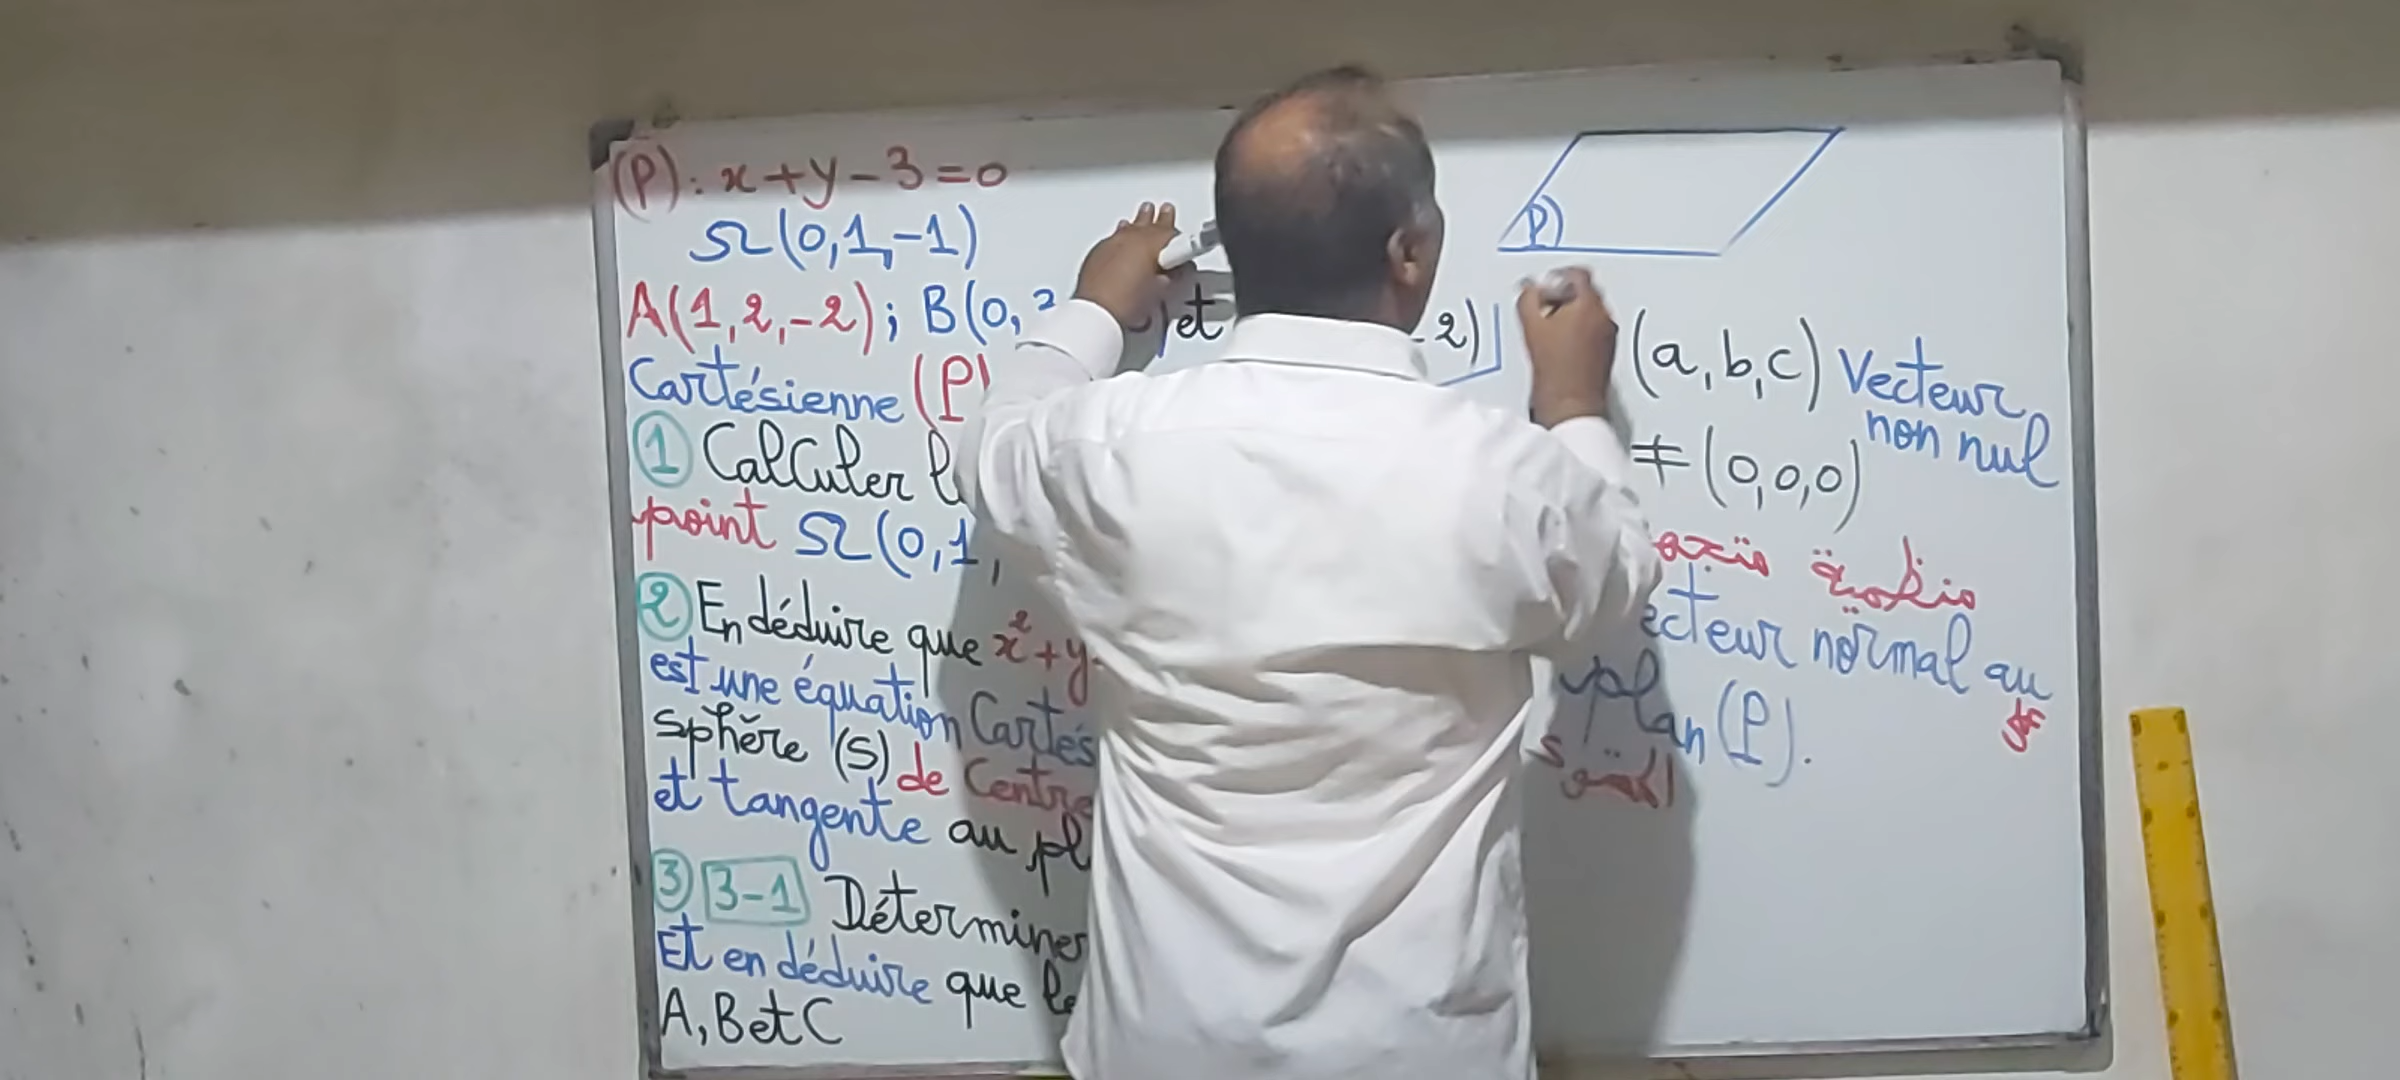 (P): x+y-3=0
Ω(0,1,-1)
A(1,2,-2); B(0, et -2)
Cartésienne (P)
① Calculer
point Ω(0,1,
② En déduire que x²+y
est une équation Cartés
sphère (S) de Centre
et tangente au pl
③ 3-1 Déterminer
Et en déduire que le
A, B et C
(P)
(a,b,c) Vecteur
non nul
≠(0,0,0)
منظمية
ecteur normal au
plan (P).